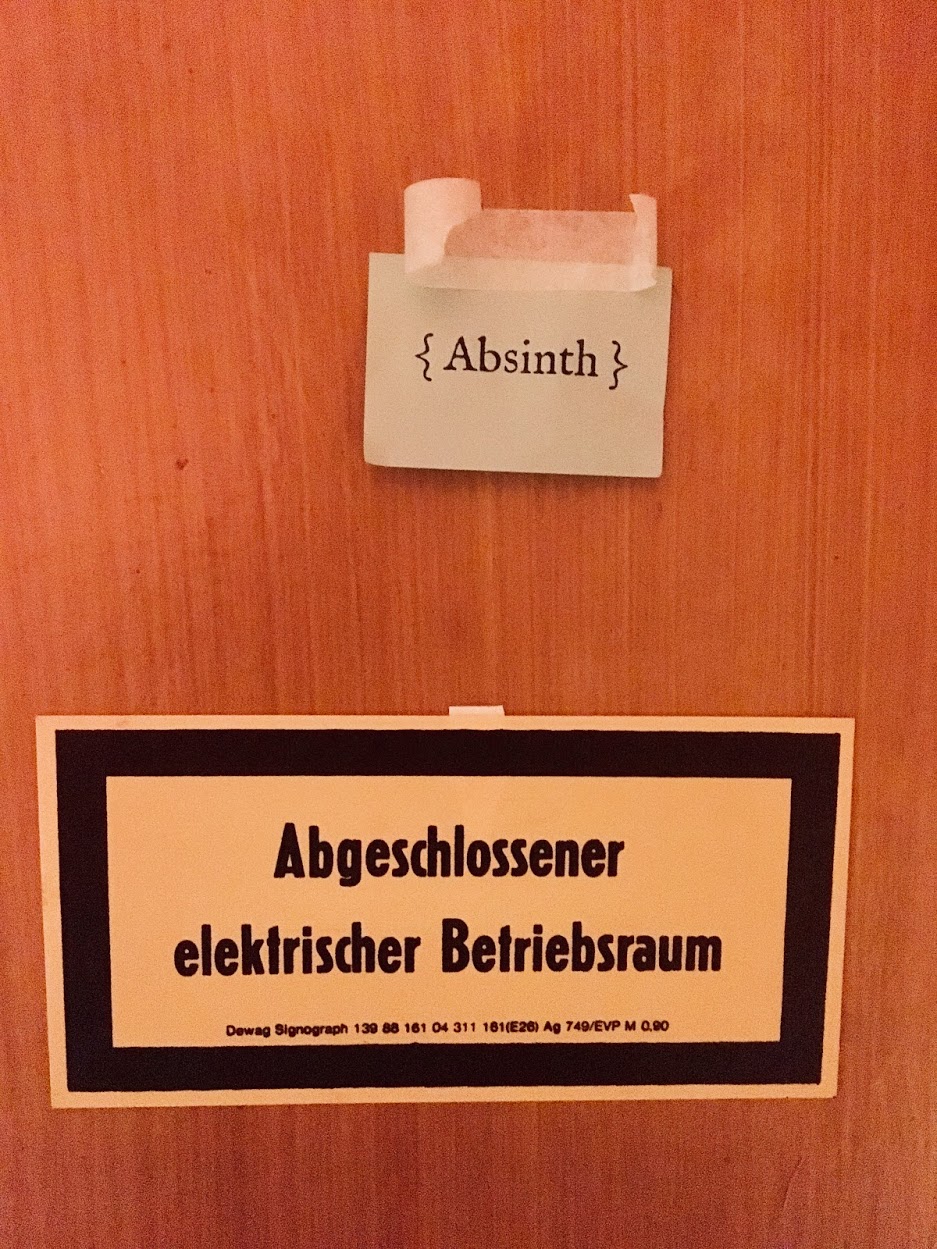 { Absinth }
Abgeschlossener
elektrischer Betriebsraum
Dewag Signograph 139 88 161 04 311 161(E26) Ag 749/EVP M 0,90